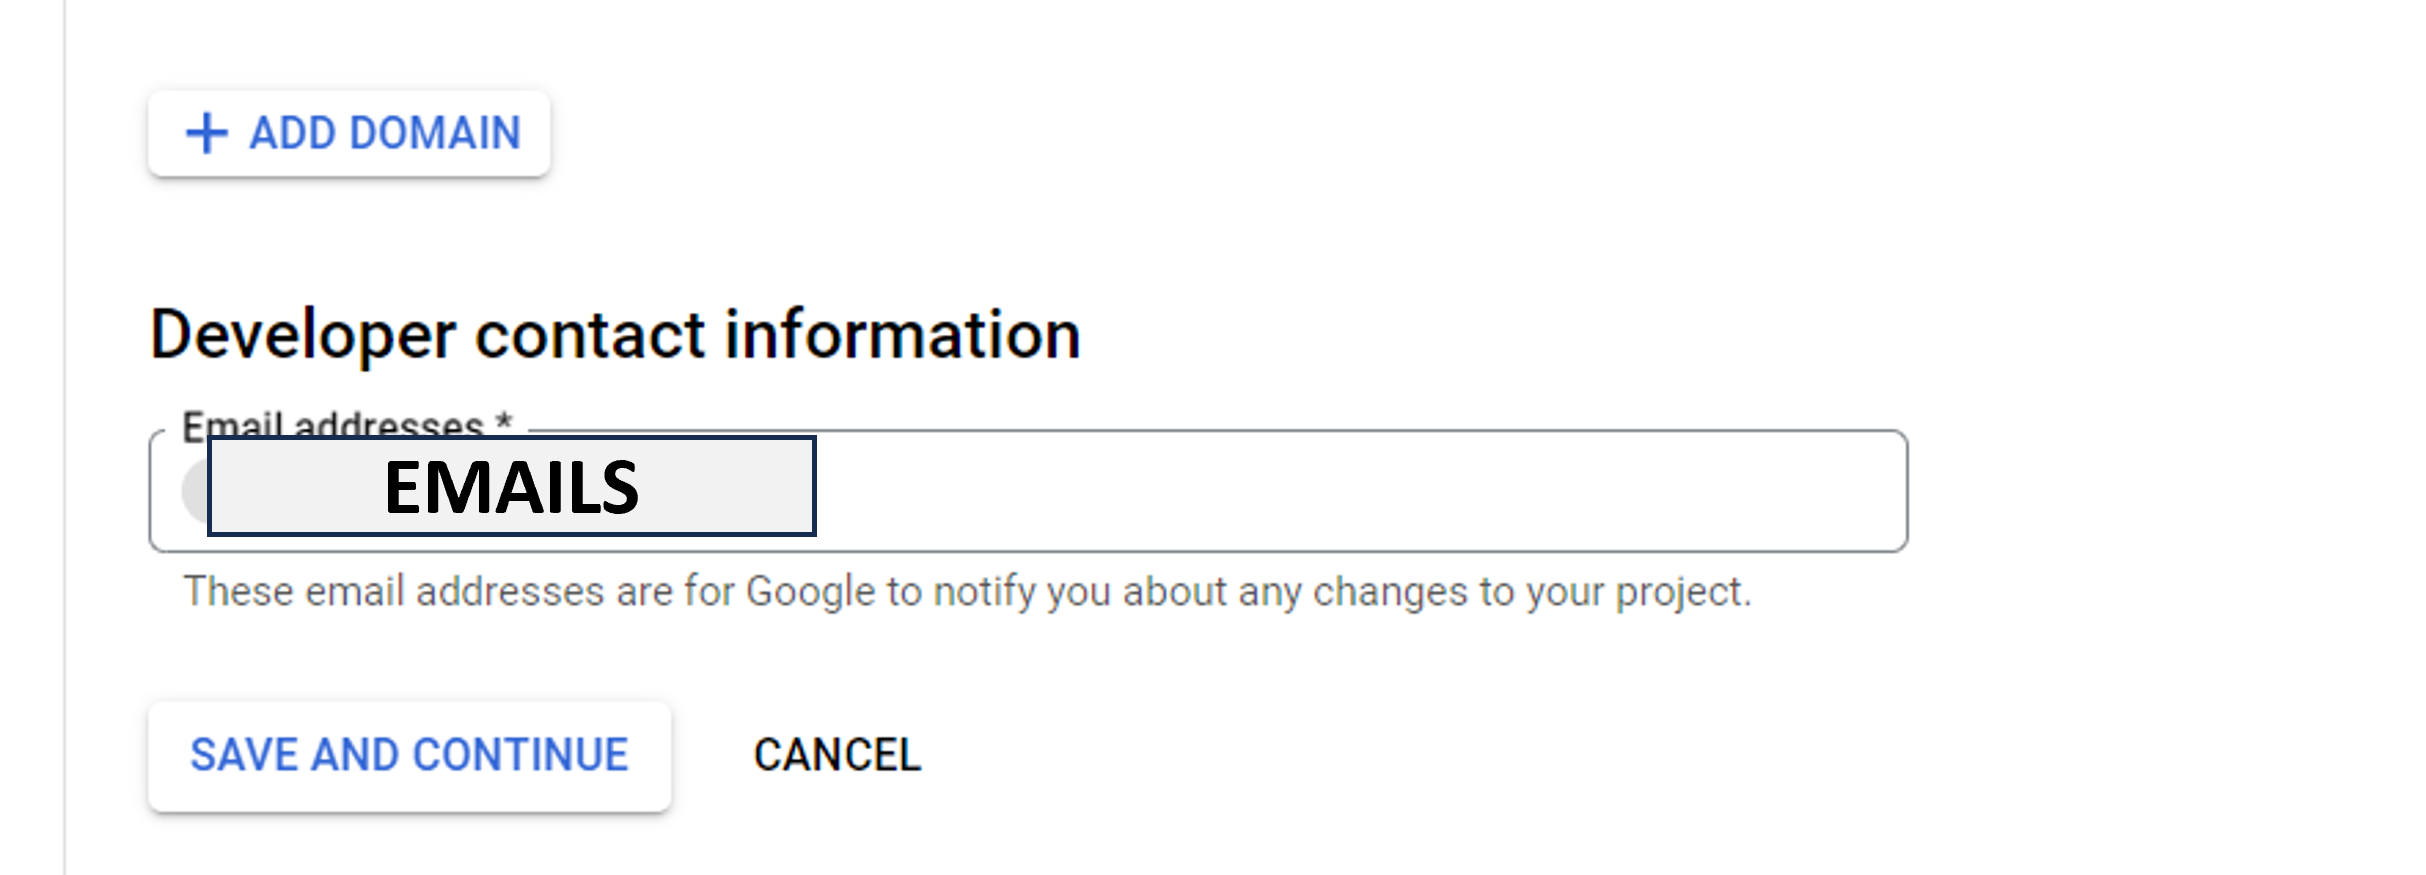 + ADD DOMAIN
Developer contact information
Email addresses *
EMAILS
These email addresses are for Google to notify you about any changes to your project.
SAVE AND CONTINUE CANCEL